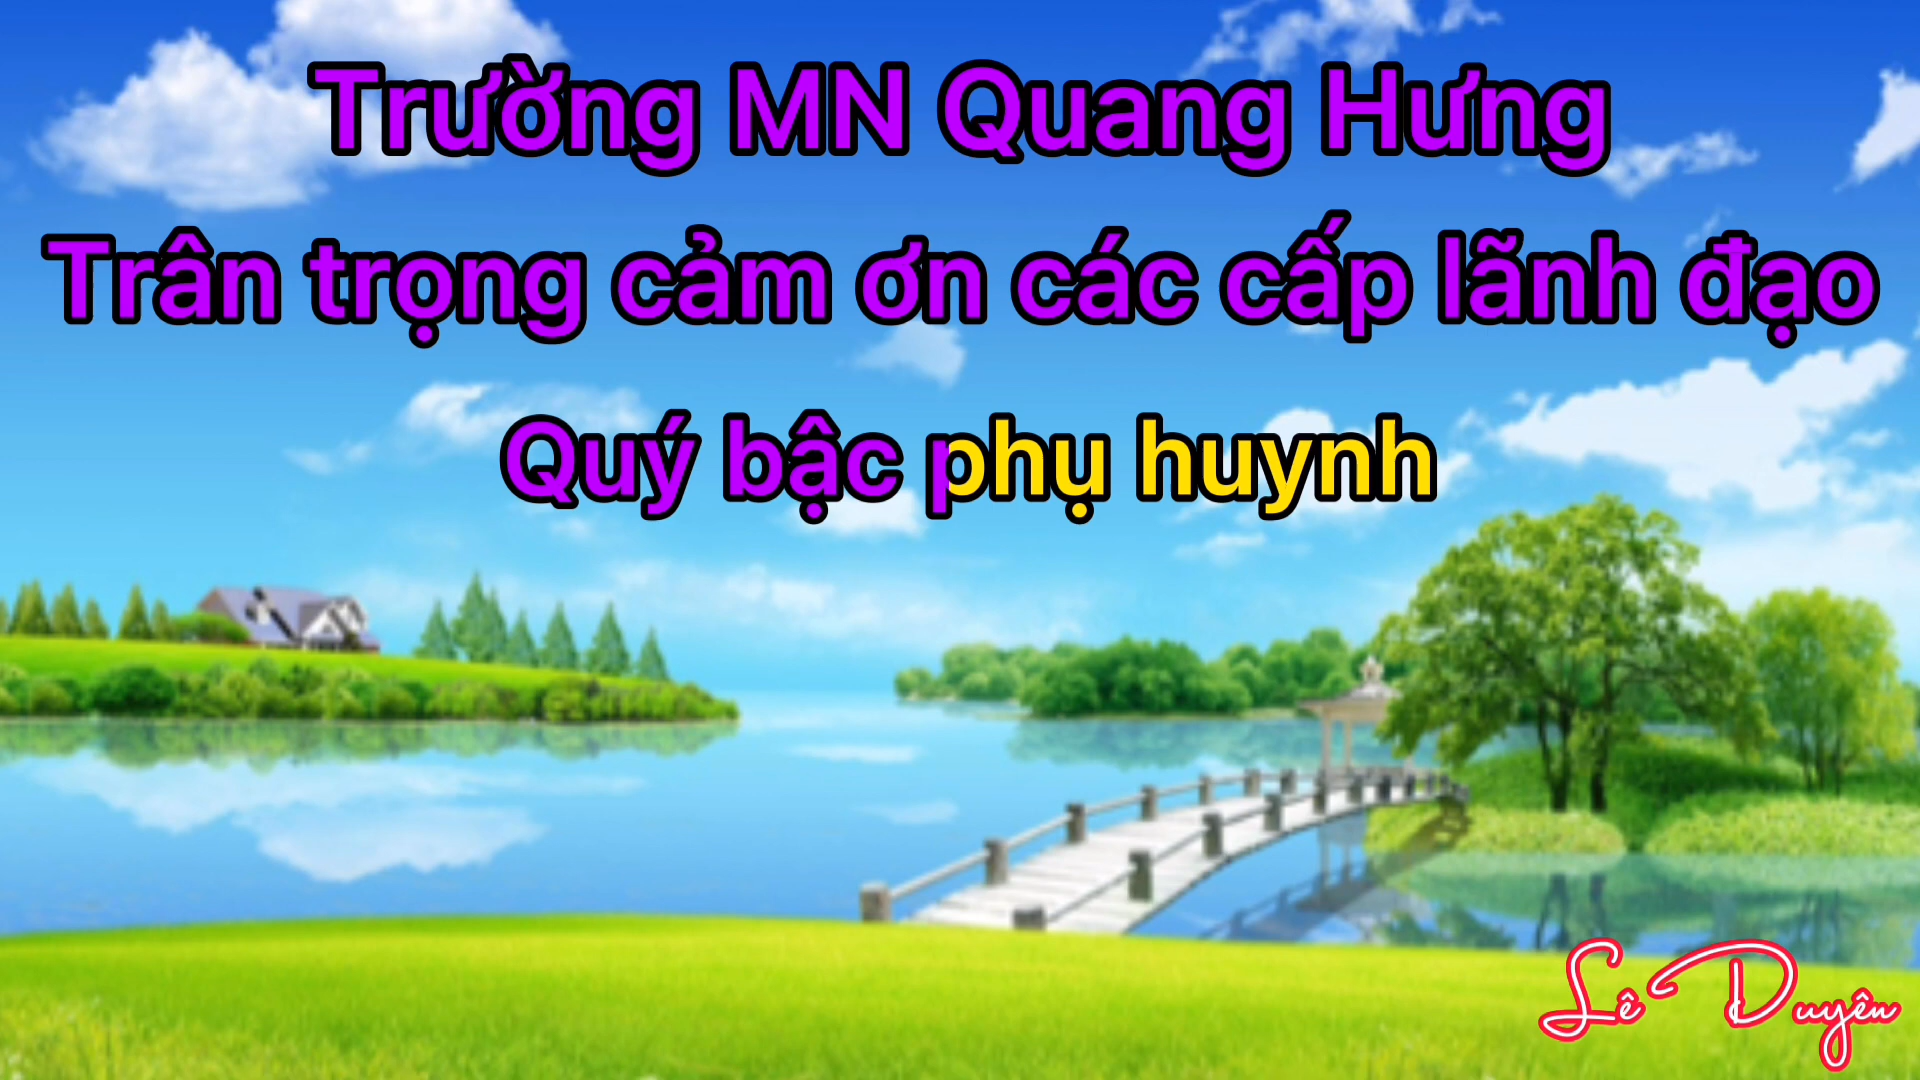 Trường MN Quang Hưng
Trân trọng cảm ơn các cấp lãnh đạo
Quý bậc phụ huynh
Lê Duyên